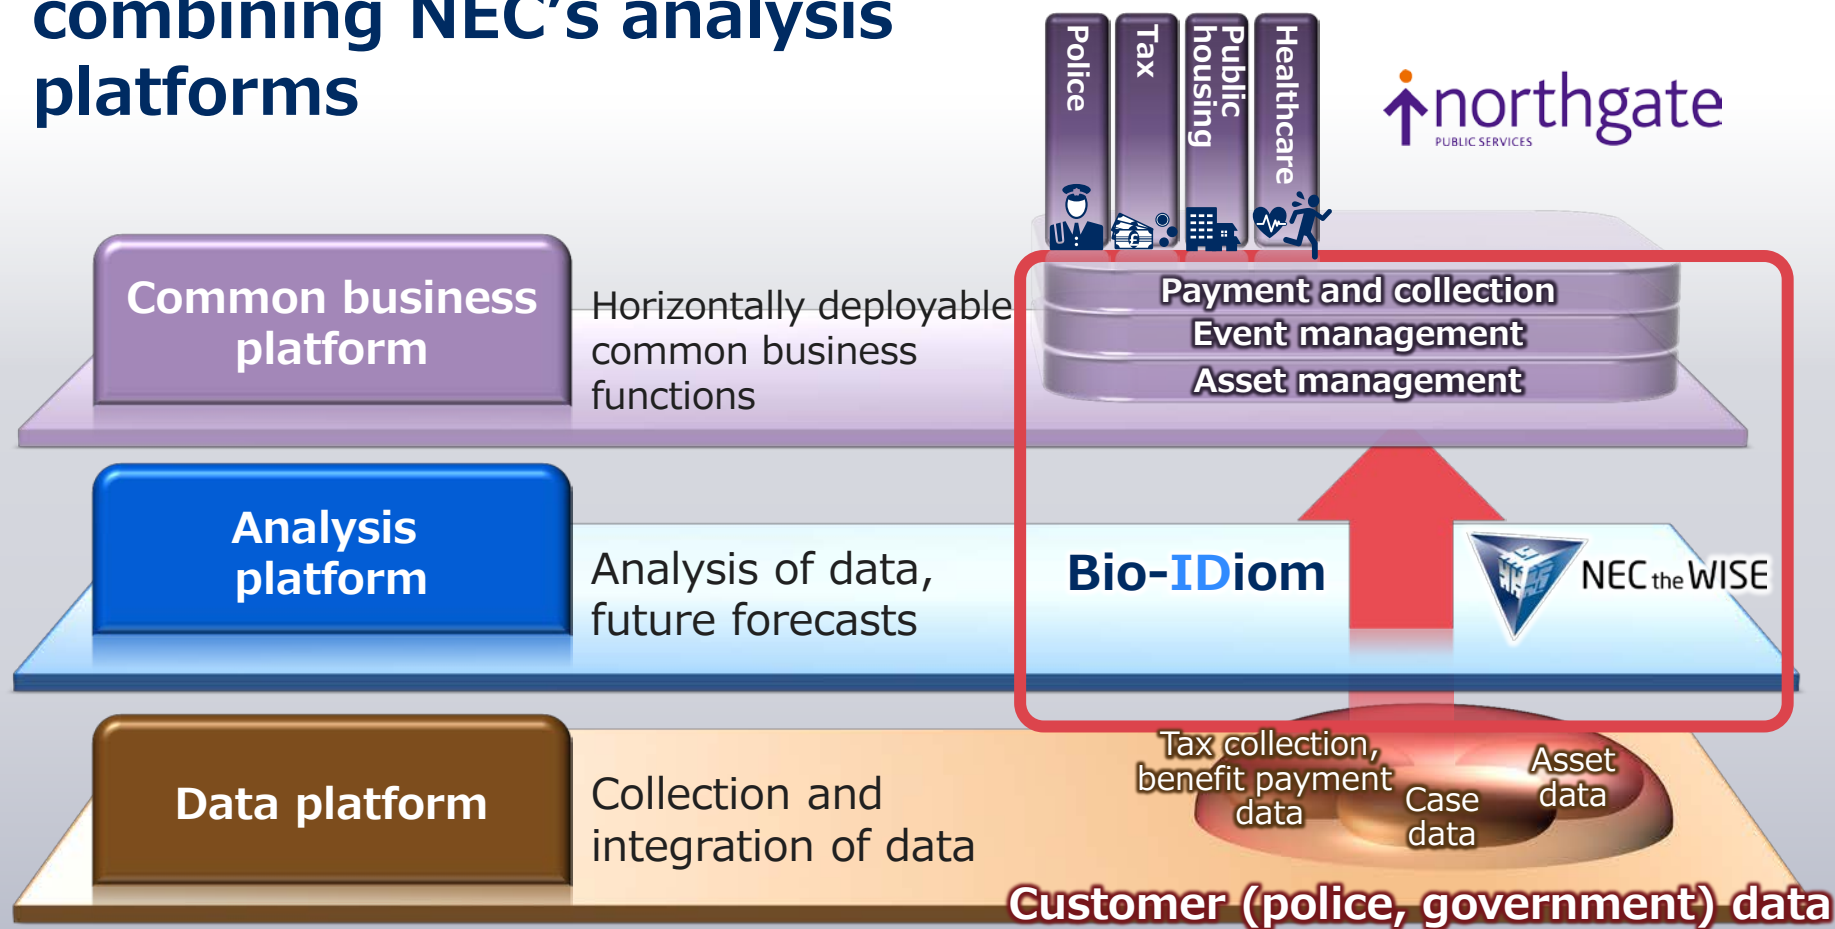 combining NEC's analysis
platforms
Police
Tax
Public
housing
Healthcare
northgate
PUBLIC SERVICES
Common business
platform
Horizontally deployable
common business
functions
Payment and collection
Event management
Asset management
Analysis
platform
Analysis of data,
future forecasts
Bio-IDiom
NEC the WISE
Data platform
Collection and
integration of data
Tax collection,
benefit payment
data
Case
data
Asset
data
Customer (police, government) data